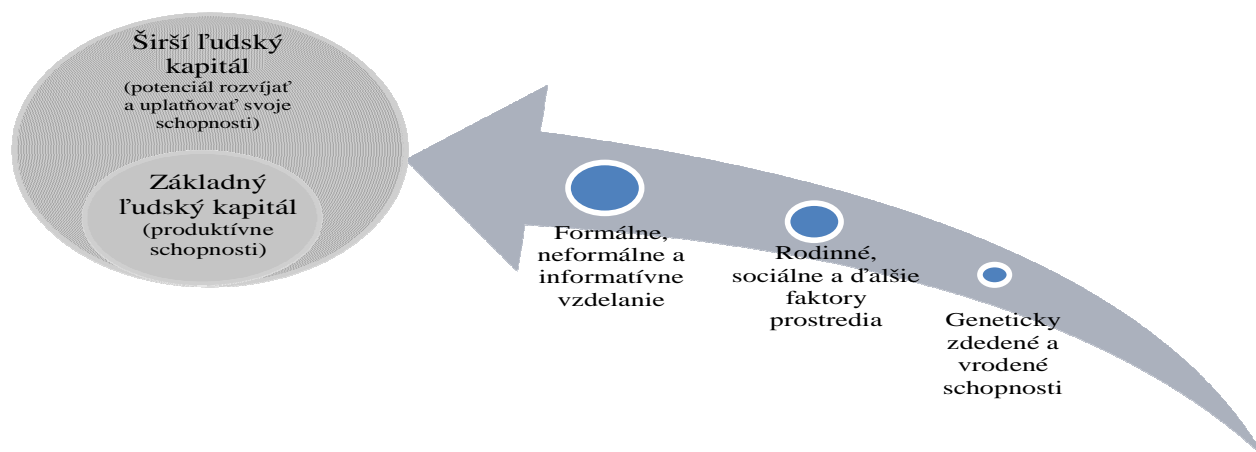 Širší ľudský
kapitál
(potenciál rozvíjať
a uplatňovať svoje
schopnosti)
Základný
ľudský kapitál
(produktívne
schopnosti)
Formálne,
neformálne a
informatívne
vzdelanie
Rodinné,
sociálne a ďalšie
faktory
prostredia
Geneticky
zdedené a
vrodené
schopnosti